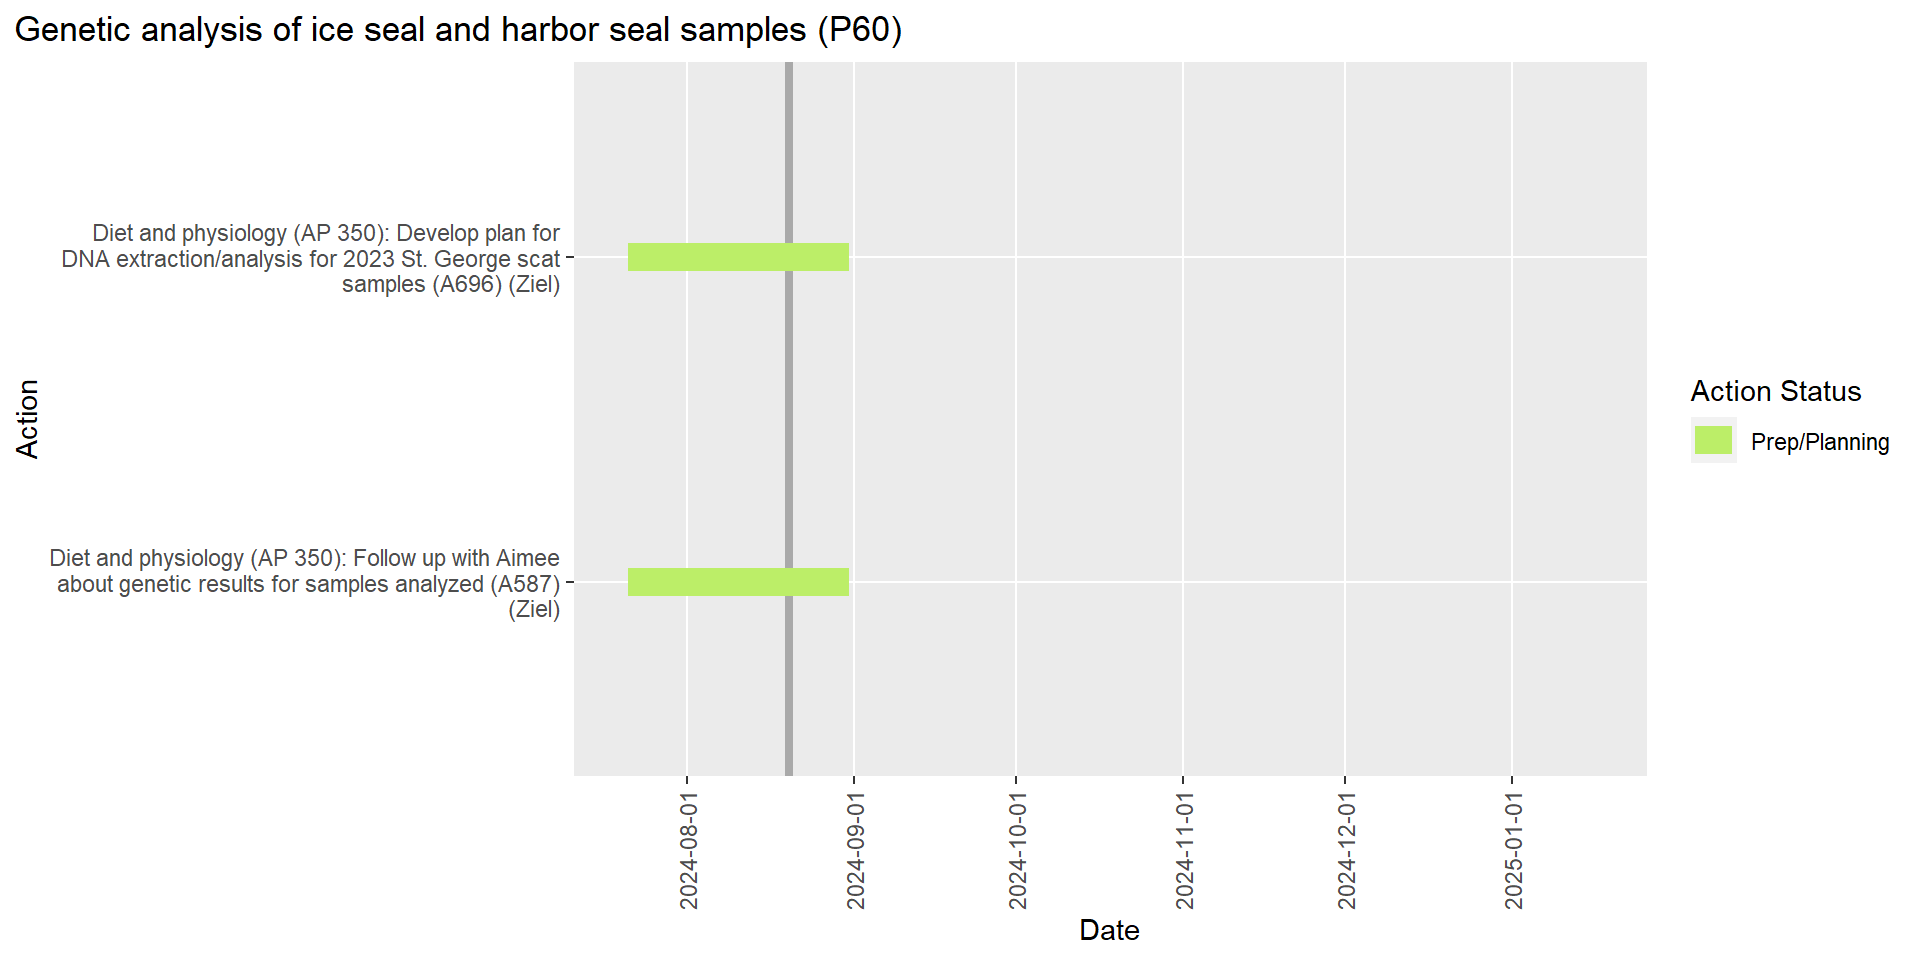 Genetic analysis of ice seal and harbor seal samples (P60)
Diet and physiology (AP 350): Develop plan for
DNA extraction/analysis for 2023 St. George scat
samples (A696) (Ziel)
Action
Diet and physiology (AP 350): Follow up with Aimee
about genetic results for samples analyzed (A587)
(Ziel)
2024-08-01
2024-09-01
2024-10-01
2024-11-01
2024-12-01
2025-01-01
Date
Action Status
Prep/Planning